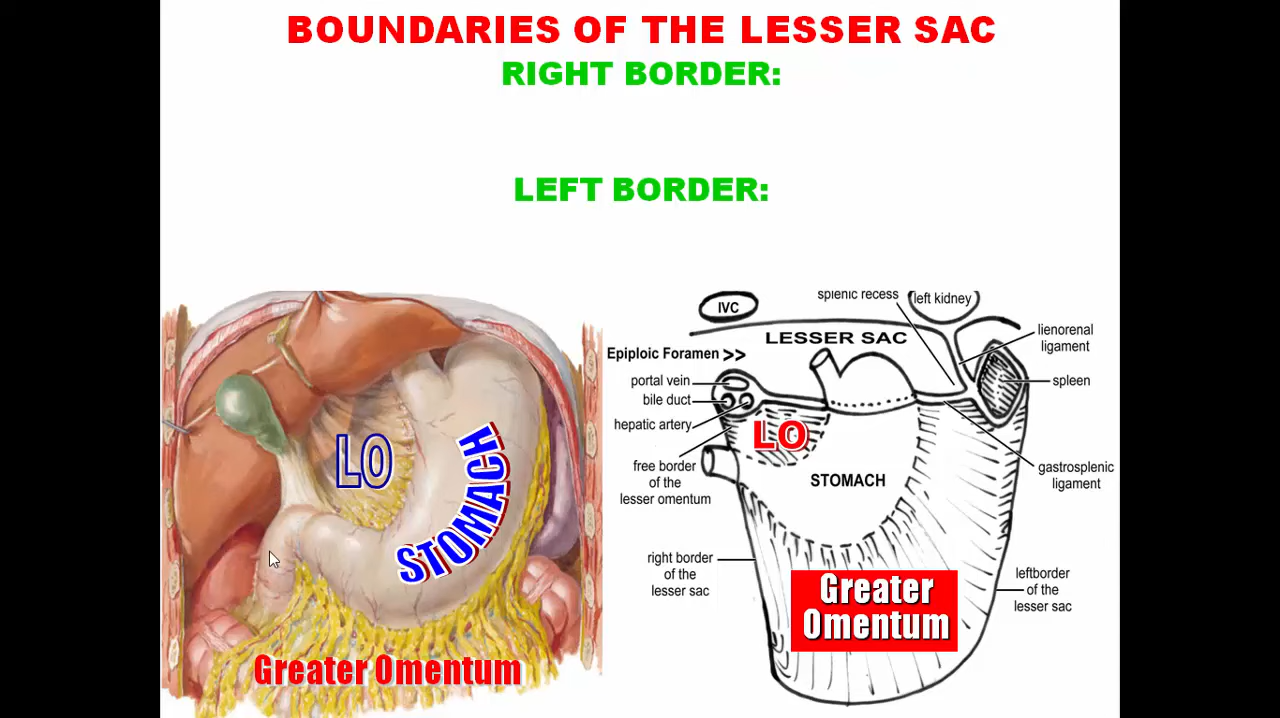 BOUNDARIES OF THE LESSER SAC
RIGHT BORDER:
LEFT BORDER:
LO
STOMACH
Greater Omentum
IVC
splenic recess
left kidney
LESSER SAC
lienorenal
ligament
Epiploic Foramen >>
portal vein
spleen
bile duct
hepatic artery
LO
free border
of the
lesser omentum
STOMACH
gastrosplenic
ligament
right border
of the
lesser sac
Greater
Omentum
leftborder
of the
lesser sac